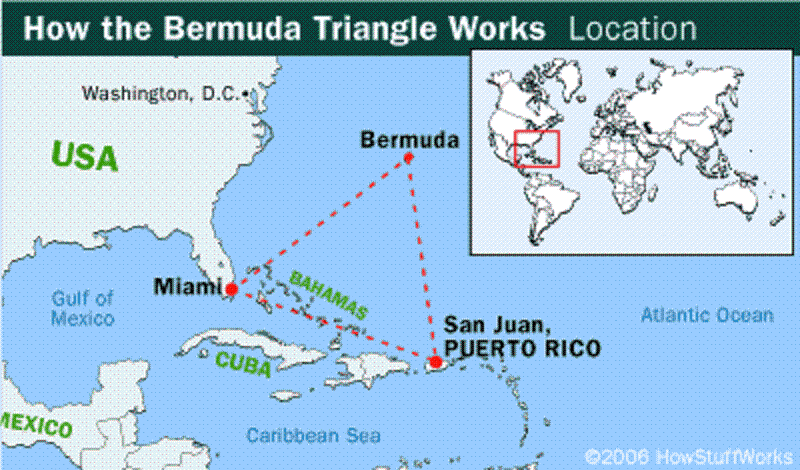 How the Bermuda Triangle Works Location
Washington, D.C.
USA
Bermuda
Miami
BAHAMAS
Gulf of
Mexico
San Juan,
PUERTO RICO
Atlantic Ocean
CUBA
MEXICO
Caribbean Sea
©2006 HowStuffWorks